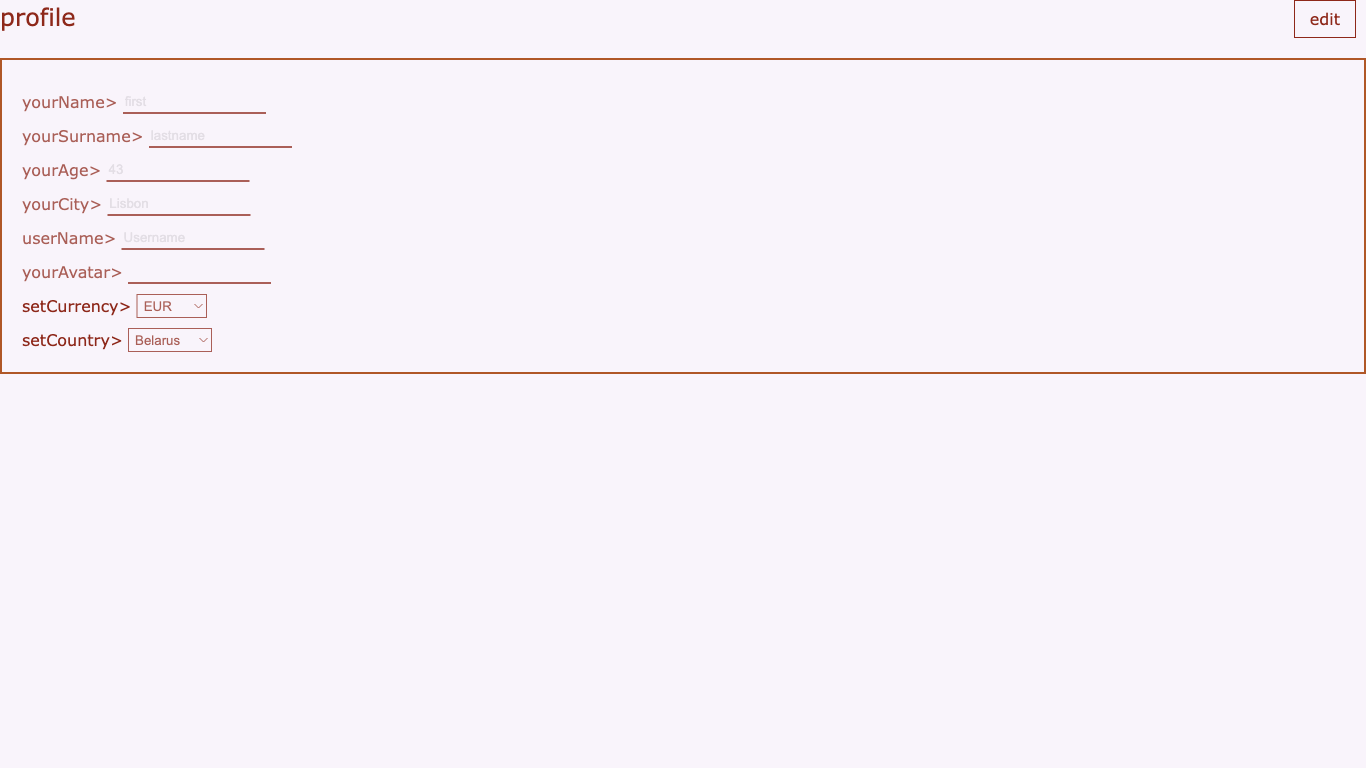 profile
edit
yourName> first
yourSurname> lastname
yourAge> 43
yourCity> Lisbon
userName> Username
yourAvatar>
setCurrency> EUR
setCountry> Belarus